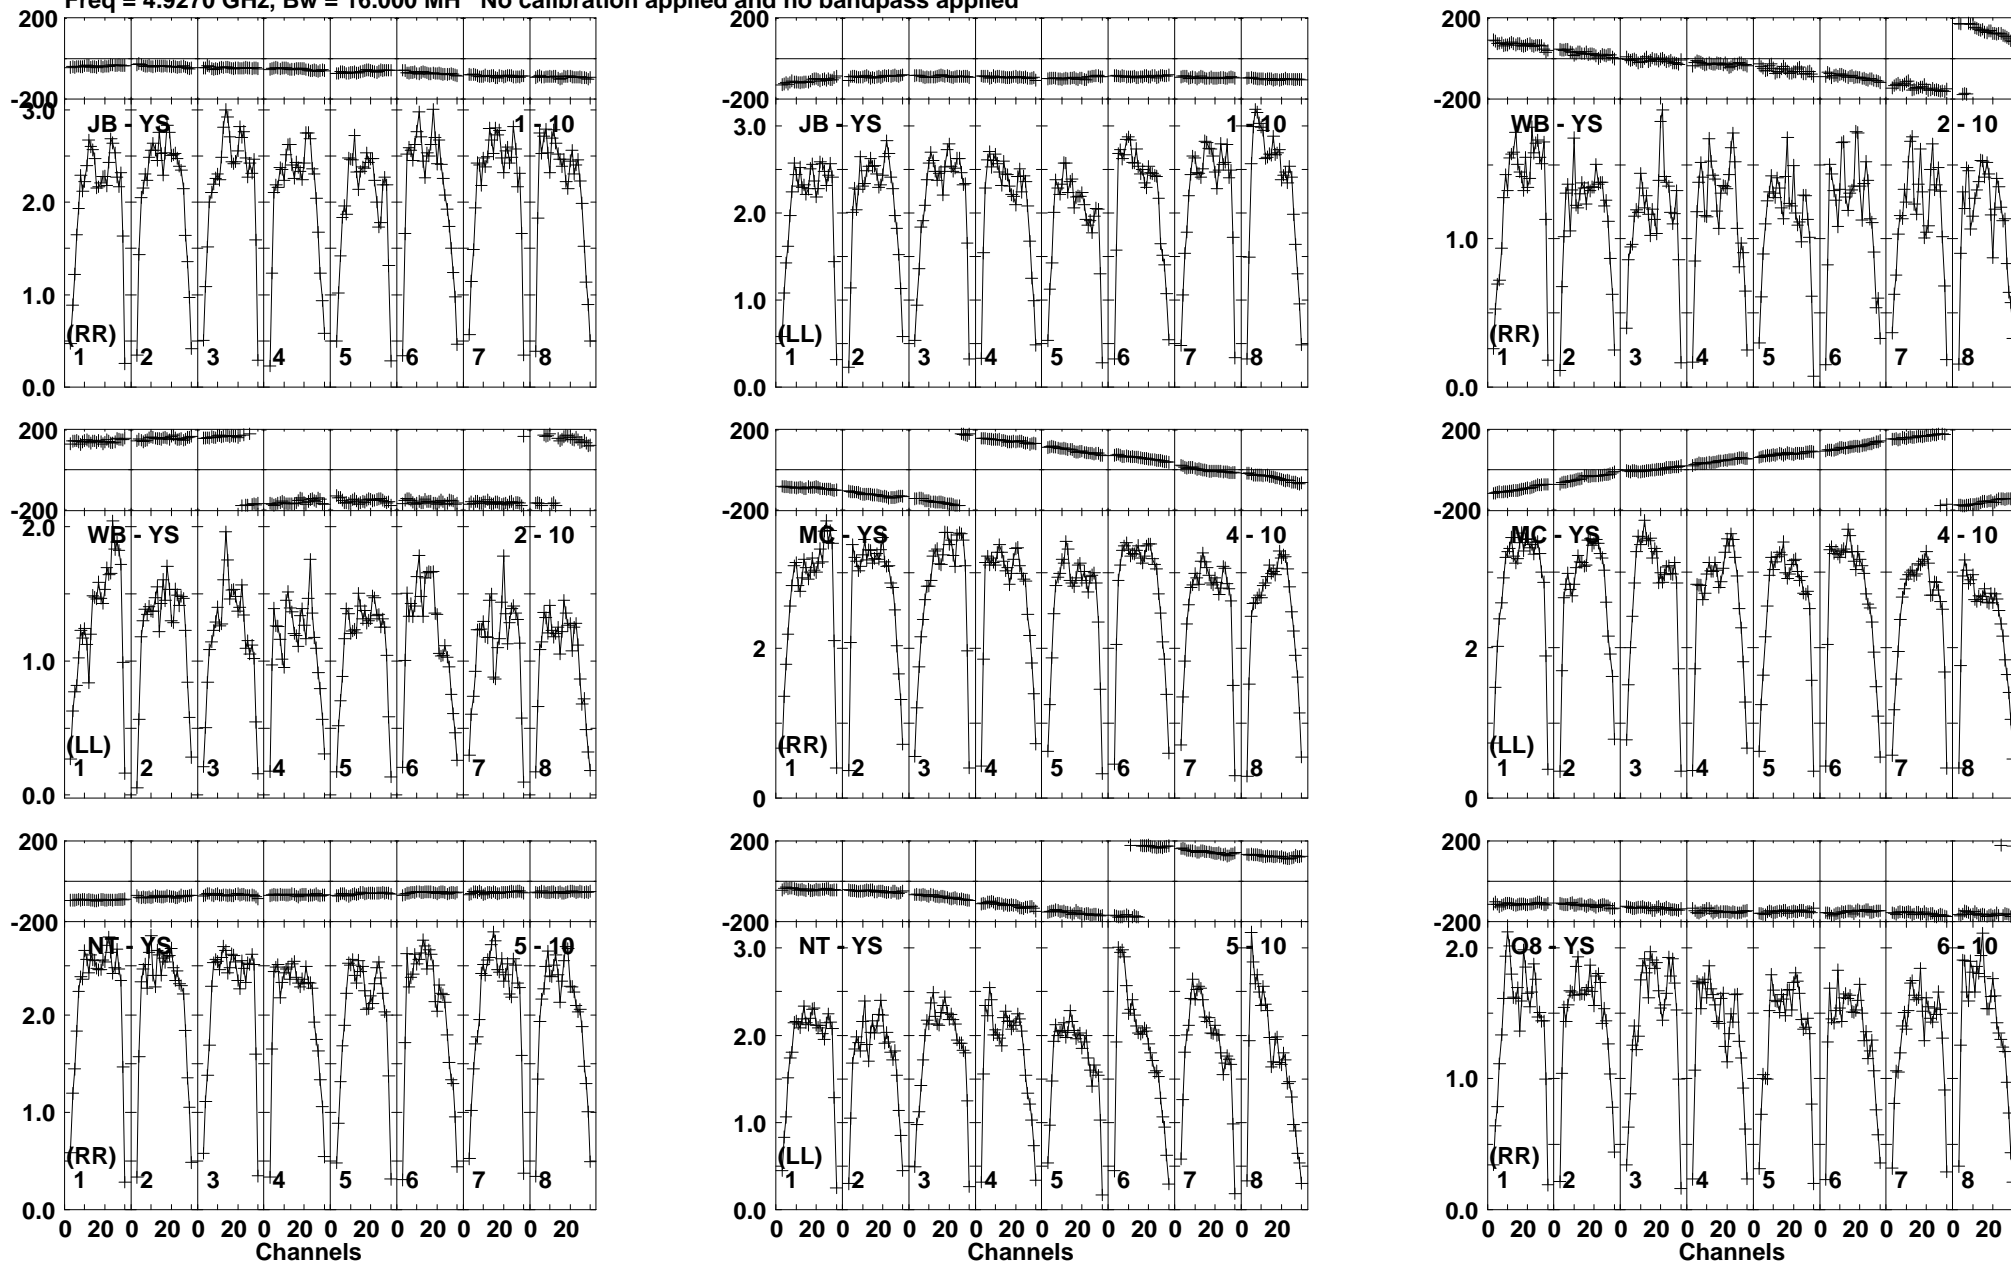 Freq = 4.9270 GHz, Bw = 16.000 MH No calibration applied and no bandpass applied
200 200 200
-200 -200 -200
3.0 JB - YS 1 - 10 3.0 JB - YS 1 - 10 WB - YS 2 - 10
2.0 2.0
1.0 1.0 1.0
(RR) (LL) (RR)
1 2 3 4 5 6 7 8 1 2 3 4 5 6 7 8 1 2 3 4 5 6 7 8
0.0 0.0 0.0
200 200 200
-200 -200 -200
2.0 WB - YS 2 - 10 MC - YS 4 - 10 MC - YS 4 - 10
1.0 2 2
(LL) (RR) (LL)
1 2 3 4 5 6 7 8 1 2 3 4 5 6 7 8 1 2 3 4 5 6 7 8
0.0 0 0
200 200 200
-200 -200 -200
NT - YS 5 - 10 3.0 NT - YS 5 - 10 2.0 O8 - YS 6 - 10
2.0 2.0
1.0 1.0 1.0
(RR) (LL) (RR)
1 2 3 4 5 6 7 8 1 2 3 4 5 6 7 8 1 2 3 4 5 6 7 8
0.0 0.0 0.0
0 20 0 20 0 20 0 20 0 20 0 20 0 20 0 20 0 20 0 20 0 20 0 20 0 20 0 20 0 20 0 20 0 20 0 20 0 20 0 20 0 20 0 20 0 20 0 20
Channels Channels Channels